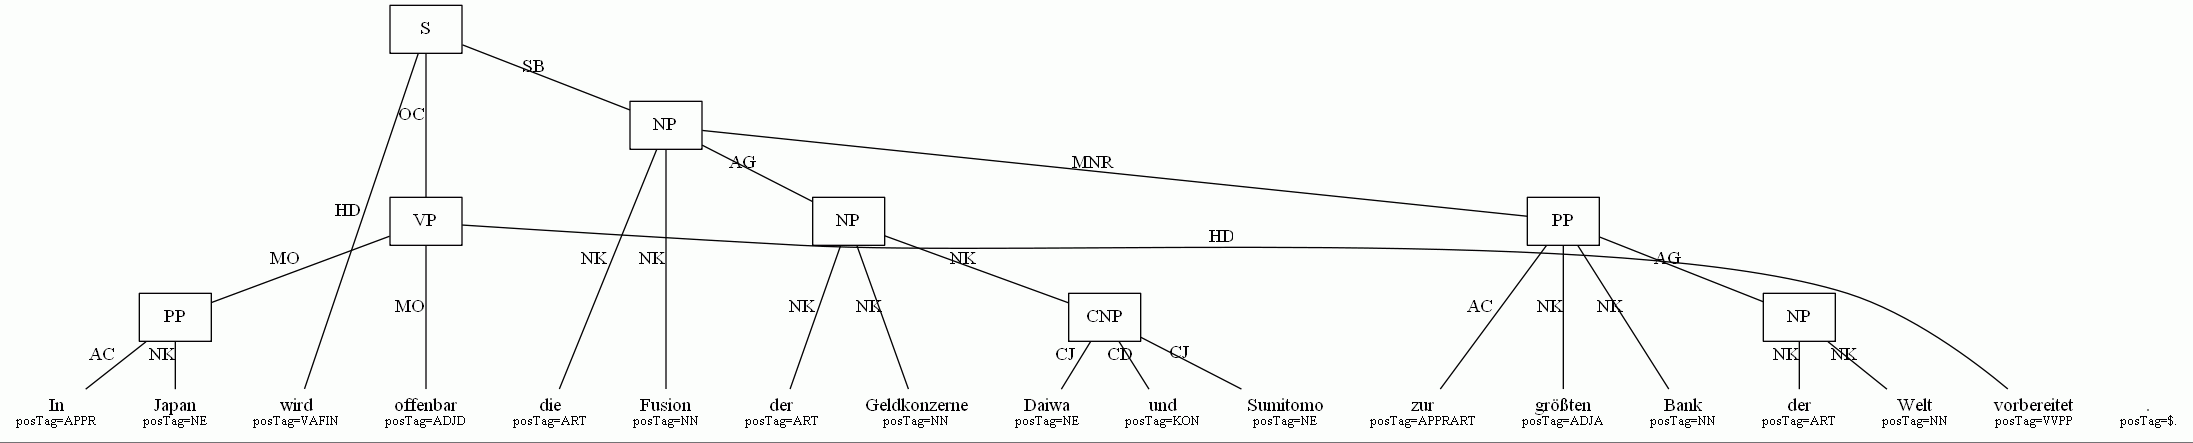 S
SB
OC
NP
AG
MNR
HD
VP
NP
PP
HD
MO
NK
NK
NK
AG
MO
NK
NK
AC
NK
NK
PP
CNP
NP
AC
NK
CJ
CD
CJ
NK
NK
In Japan wird offenbar die Fusion der Geldkonzerne Daiwa und Sumitomo zur größten Bank der Welt vorbereitet .
posTag=APPR posTag=NE posTag=VAFIN posTag=ADJD posTag=ART posTag=NN posTag=ART posTag=NN posTag=NE posTag=KON posTag=NE posTag=APPRART posTag=ADJA posTag=NN posTag=ART posTag=NN posTag=VVPP posTag=$.